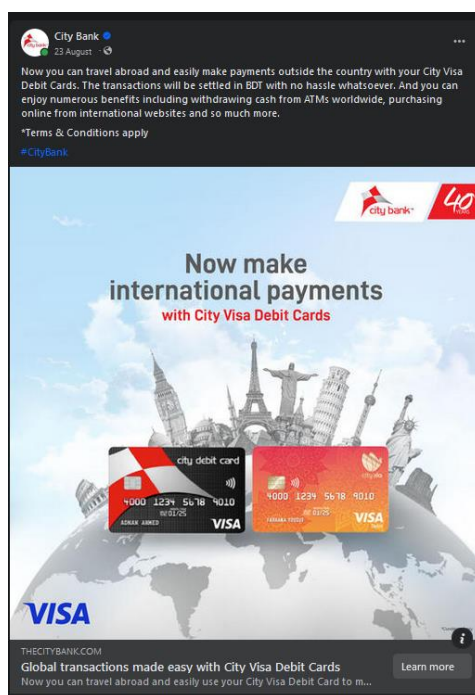 City Bank
23 August ·
Now you can travel abroad and easily make payments outside the country with your City Visa
Debit Cards. The transactions will be settled in BDT with no hassle whatsoever. And you can
enjoy numerous benefits including withdrawing cash from ATMs worldwide, purchasing
online from international websites and so much more.
*Terms & Conditions apply
#CityBank
city bank
40
YEARS
Now make
international payments
with City Visa Debit Cards
city debit card
4000 1234 5678 9010
01/25
ADNAN AHMED
VISA
4000 1234 5678 9010
VISA
VISA
THECITYBANK.COM
Global transactions made easy with City Visa Debit Cards
Now you can travel abroad and easily use your City Visa Debit Card to m...
Learn more